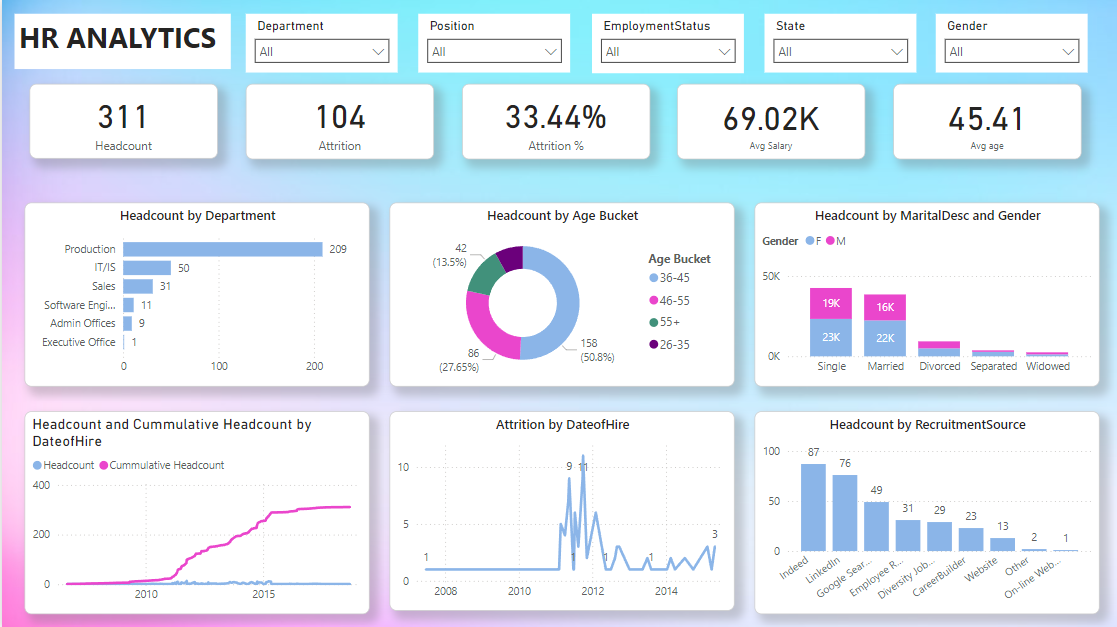 HR ANALYTICS
Department
All
Position
All
EmploymentStatus
All
State
All
Gender
All
311
Headcount
104
Attrition
33.44%
Attrition %
69.02K
Avg Salary
45.41
Avg age
Headcount by Department
Production 209
IT/IS 50
Sales 31
Software Engi... 11
Admin Offices 9
Executive Office 1
0 100 200
Headcount by Age Bucket
42
(13.5%)
86
(27.65%)
158
(50.8%)
Age Bucket
36-45
46-55
55+
26-35
Headcount by MaritalDesc and Gender
Gender F M
50K
0K
19K 16K
23K 22K
Single Married Divorced Separated Widowed
Headcount and Cummulative Headcount by
DateofHire
Headcount Cummulative Headcount
400
200
0
2010 2015
Attrition by DateofHire
10
5
0
1 9 11 1 1 1 3
2008 2010 2012 2014
Headcount by RecruitmentSource
100
50
0
87 76 49 31 29 23 13 2 1
Indeed LinkedIn Google Sear... Employee R... Diversity Job... CareerBuilder Website Other On-line Web...